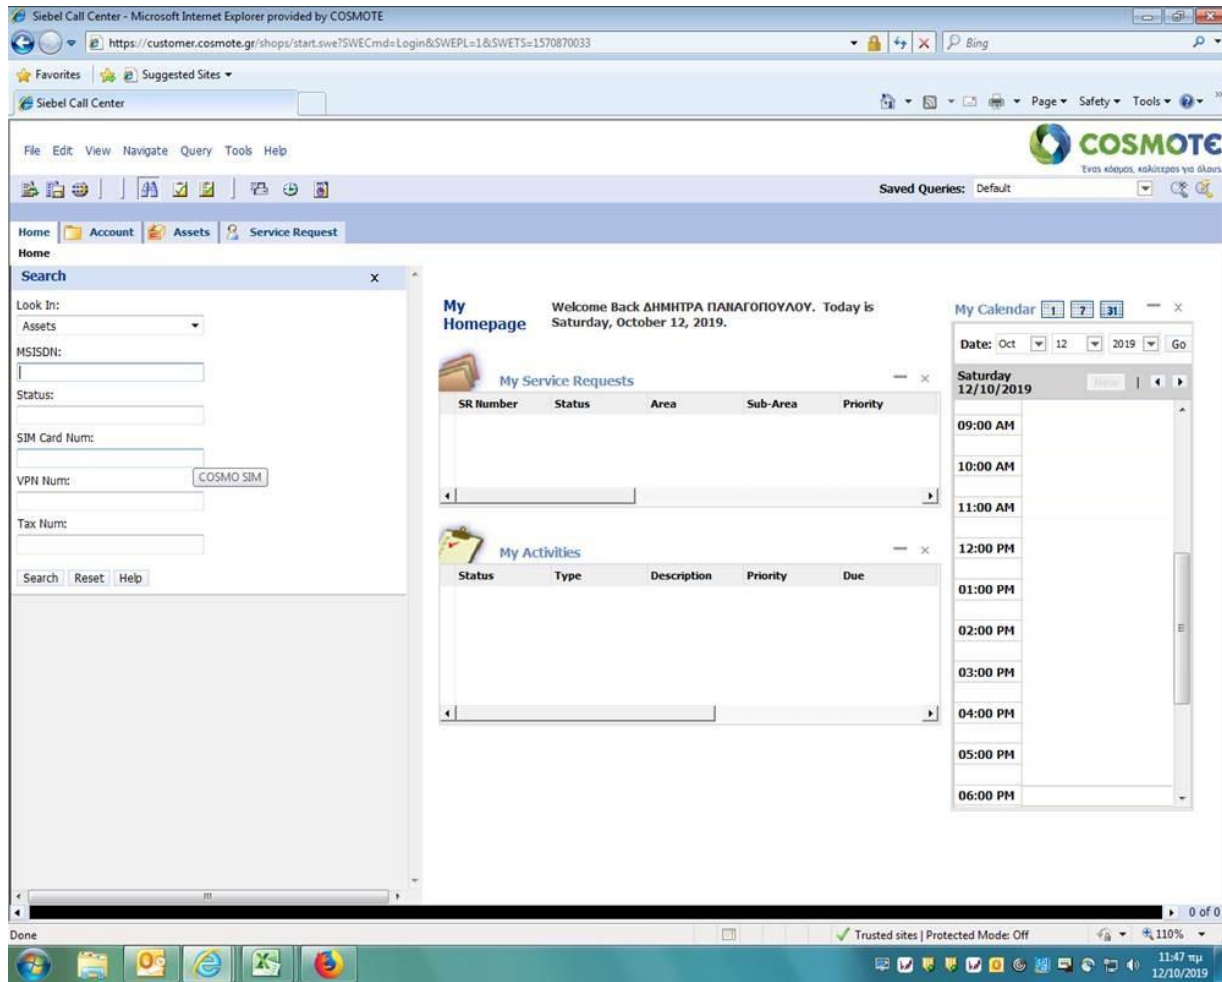 Siebel Call Center - Microsoft Internet Explorer provided by COSMOTE
https://customer.cosmote.gr/shops/start.swe?SWECmd=Login&SWEPL=1&SWETS=1570870033
Bing
Favorites Suggested Sites
Siebel Call Center
Page Safety Tools
File Edit View Navigate Query Tools Help
COSMOTE
Ένας κόσμος, καλύτερος για όλους.
Saved Queries: Default
Home Account Assets Service Request
Home
Search x
Look In:
Assets
MSISDN:
Status:
SIM Card Num:
COSMO SIM
VPN Num:
Tax Num:
Search Reset Help
My Homepage
Welcome Back ΔΗΜΗΤΡΑ ΠΑΝΑΓΟΠΟΥΛΟΥ. Today is
Saturday, October 12, 2019.
My Service Requests
SR Number Status Area Sub-Area Priority
My Activities
Status Type Description Priority Due
My Calendar 1 7 31
Date: Oct 12 2019 Go
Saturday
12/10/2019
New
09:00 AM
10:00 AM
11:00 AM
12:00 PM
01:00 PM
02:00 PM
03:00 PM
04:00 PM
05:00 PM
06:00 PM
0 of 0
Done
Trusted sites | Protected Mode: Off
110%
11:47 πμ
12/10/2019